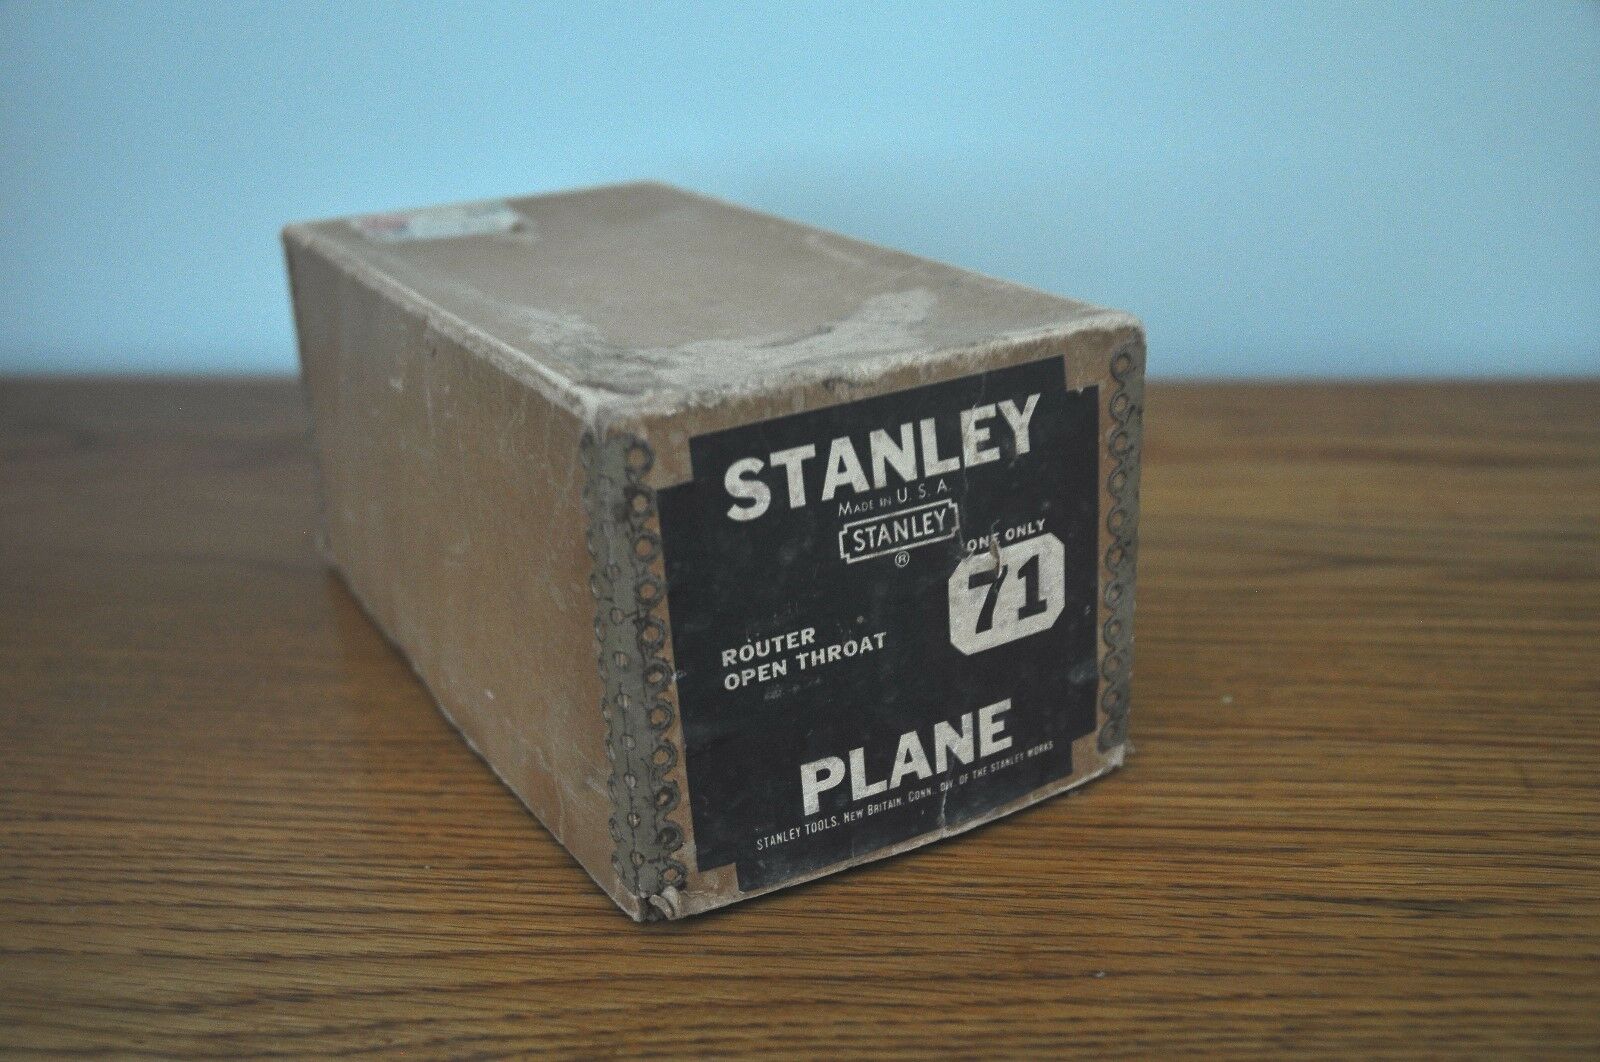 STANLEY
MADE IN U. S. A.
STANLEY
®
ONE ONLY
71
ROUTER
OPEN THROAT
PLANE
STANLEY TOOLS, NEW BRITAIN, CONN., DIV. OF THE STANLEY WORKS